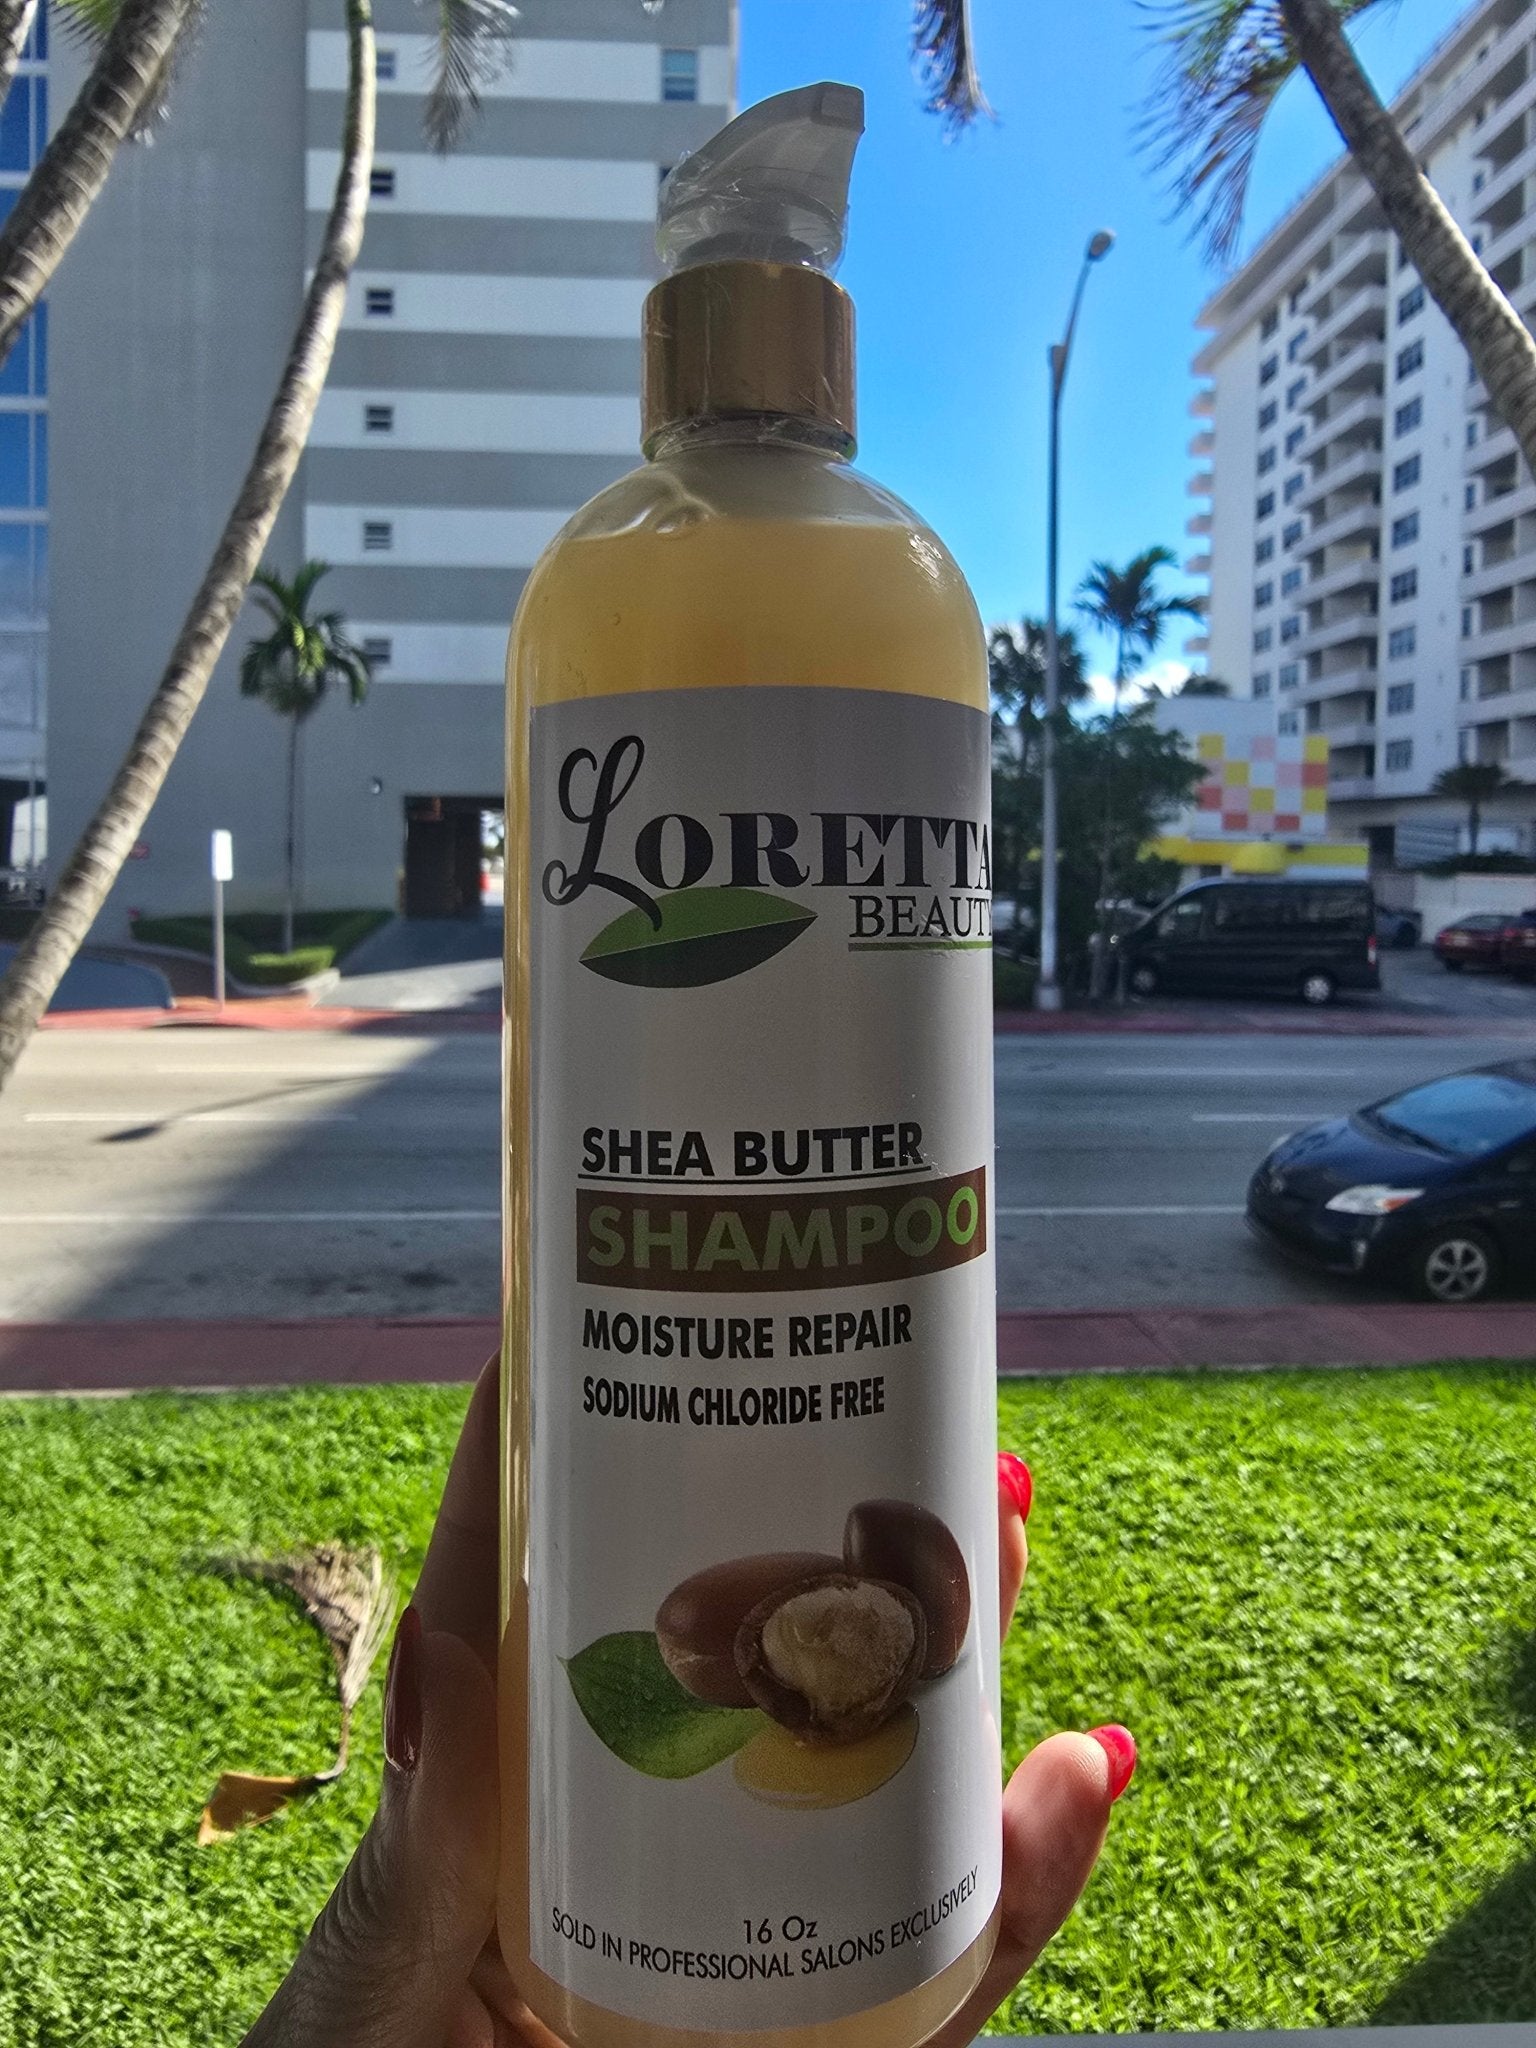 LORETTA
BEAUTY
SHEA BUTTER
SHAMPOO
MOISTURE REPAIR
SODIUM CHLORIDE FREE
16 Oz
SOLD IN PROFESSIONAL SALONS EXCLUSIVELY